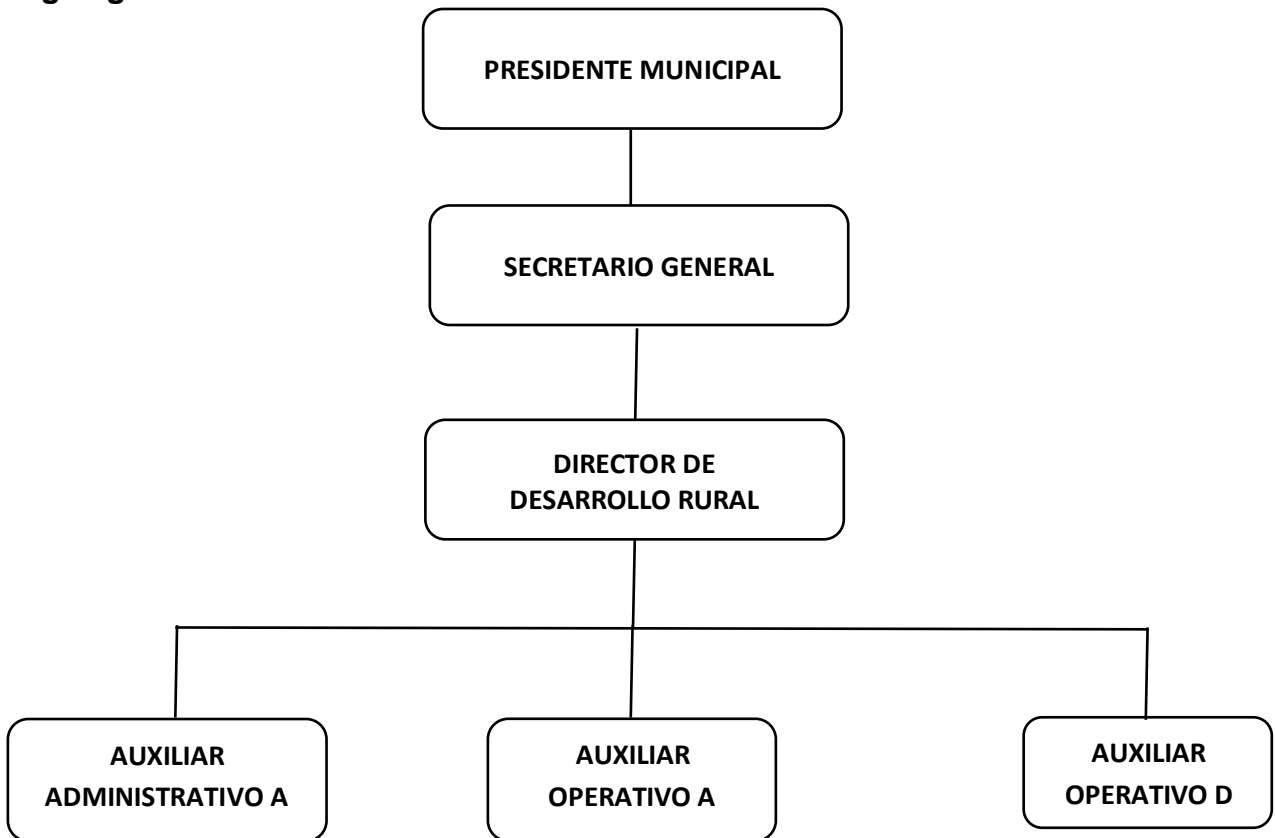 PRESIDENTE MUNICIPAL
SECRETARIO GENERAL
DIRECTOR DE
DESARROLLO RURAL
AUXILIAR
ADMINISTRATIVO A
AUXILIAR
OPERATIVO A
AUXILIAR
OPERATIVO D